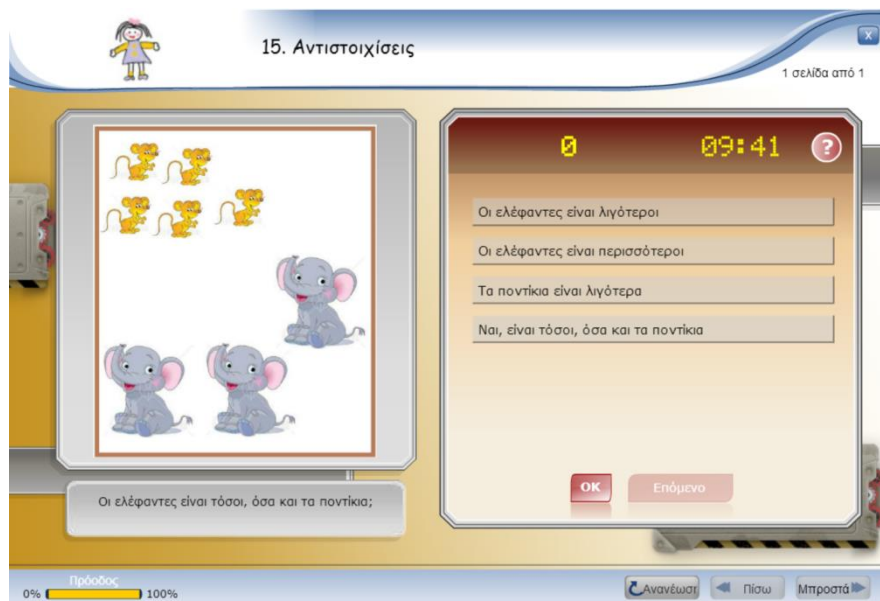 15. Αντιστοιχίσεις
X
1 σελίδα από 1
0 09:41 ?
Οι ελέφαντες είναι λιγότεροι
Οι ελέφαντες είναι περισσότεροι
Τα ποντίκια είναι λιγότερα
Ναι, είναι τόσοι, όσα και τα ποντίκια
OK Επόμενο
Οι ελέφαντες είναι τόσοι, όσα και τα ποντίκια;
Πρόοδος
0% 100%
Ανανέωση Πίσω Μπροστά